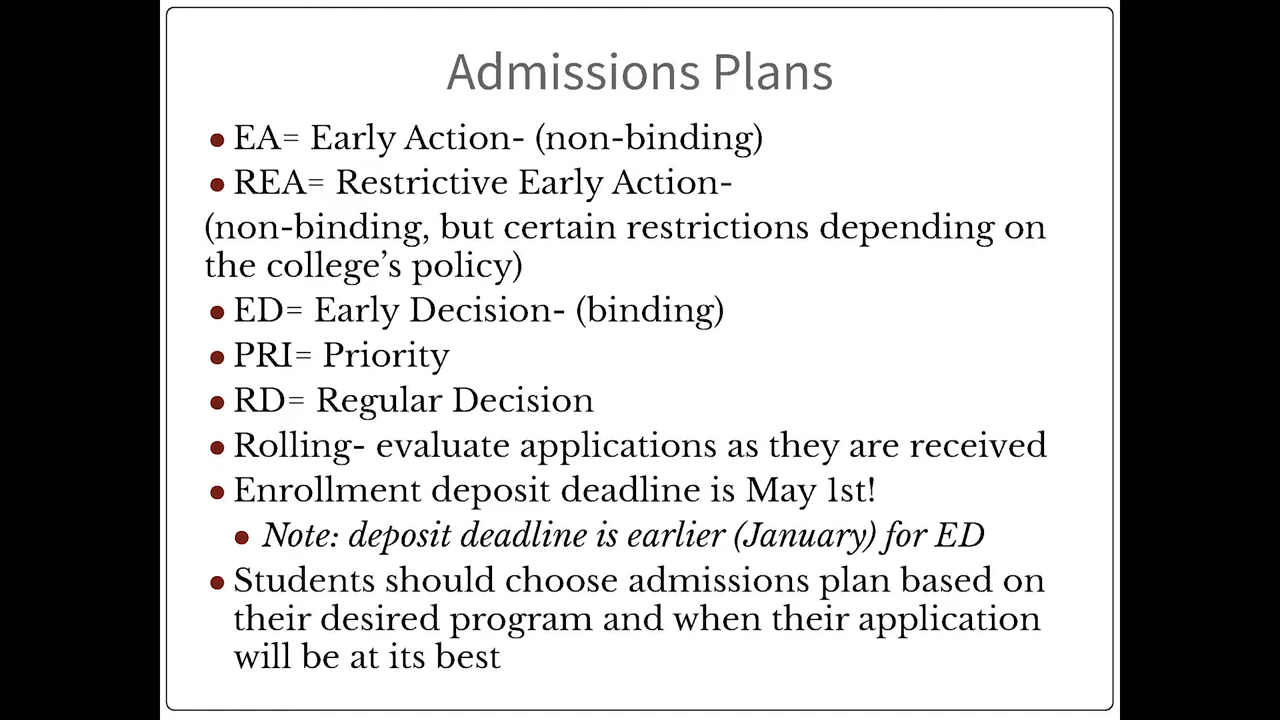 Admissions Plans
● EA= Early Action- (non-binding)
● REA= Restrictive Early Action-
(non-binding, but certain restrictions depending on
the college’s policy)
● ED= Early Decision- (binding)
● PRI= Priority
● RD= Regular Decision
● Rolling- evaluate applications as they are received
● Enrollment deposit deadline is May 1st!
● Note: deposit deadline is earlier (January) for ED
● Students should choose admissions plan based on
their desired program and when their application
will be at its best